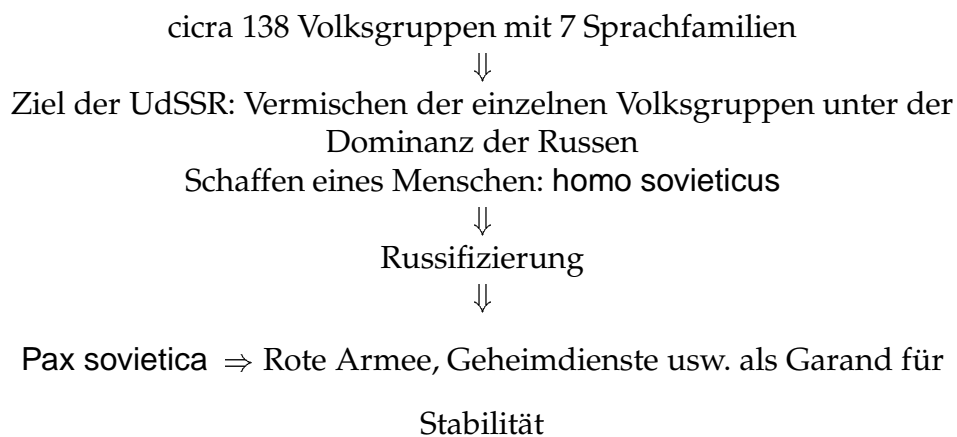 cicra 138 Volksgruppen mit 7 Sprachfamilien
⇓
Ziel der UdSSR: Vermischen der einzelnen Volksgruppen unter der
Dominanz der Russen
Schaffen eines Menschen: homo sovieticus
⇓
Russifizierung
⇓
Pax sovietica ⇒ Rote Armee, Geheimdienste usw. als Garand für
Stabilität